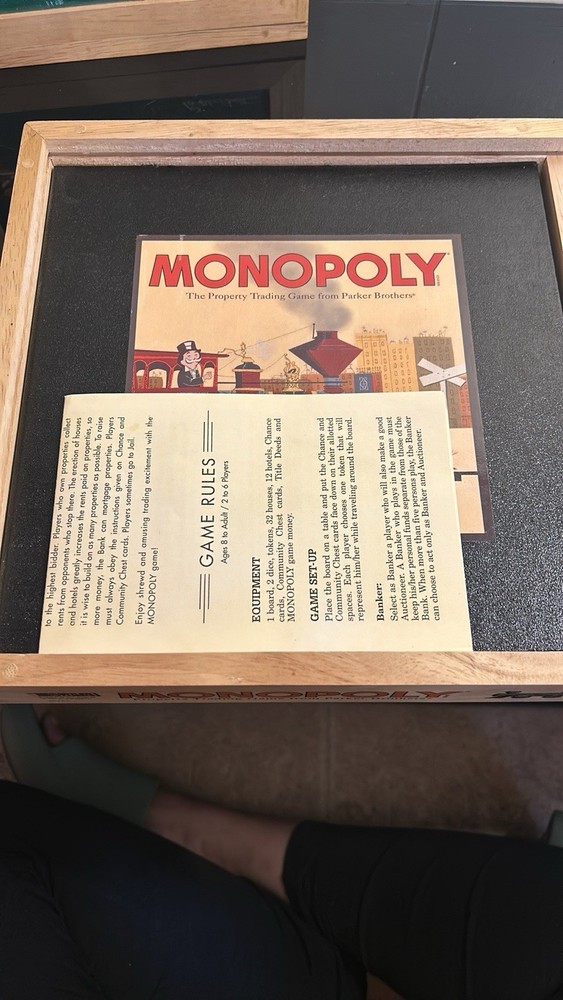 MONOPOLY
The Property Trading Game from Parker Brothers®
to the highest bidder. Players who own properties collect
rents from opponents who stop there. The erection of houses
and hotels greatly increases the rents paid on properties, so
it is wise to build on as many properties as possible. To raise
more money, the Bank can mortgage properties. Players
must always obey the instructions given on Chance and
Community Chest cards. Players sometimes go to Jail.
Enjoy shrewd and amusing trading excitement with the
MONOPOLY game!
GAME RULES
Ages 8 to Adult / 2 to 6 Players
EQUIPMENT
1 board, 2 dice, tokens, 32 houses, 12 hotels, Chance
cards, Community Chest cards, Title Deeds and
MONOPOLY game money.
GAME SET-UP
Place the board on a table and put the Chance and
Community Chest cards face down on their allotted
spaces. Each player chooses one token that will
represent him/her while traveling around the board.
Banker:
Select as Banker a player who will also make a good
Auctioneer. A Banker who plays in the game must
keep his/her personal funds separate from those of the
Bank. When more than five persons play, the Banker
can choose to act only as Banker and Auctioneer.
MONOPOLY